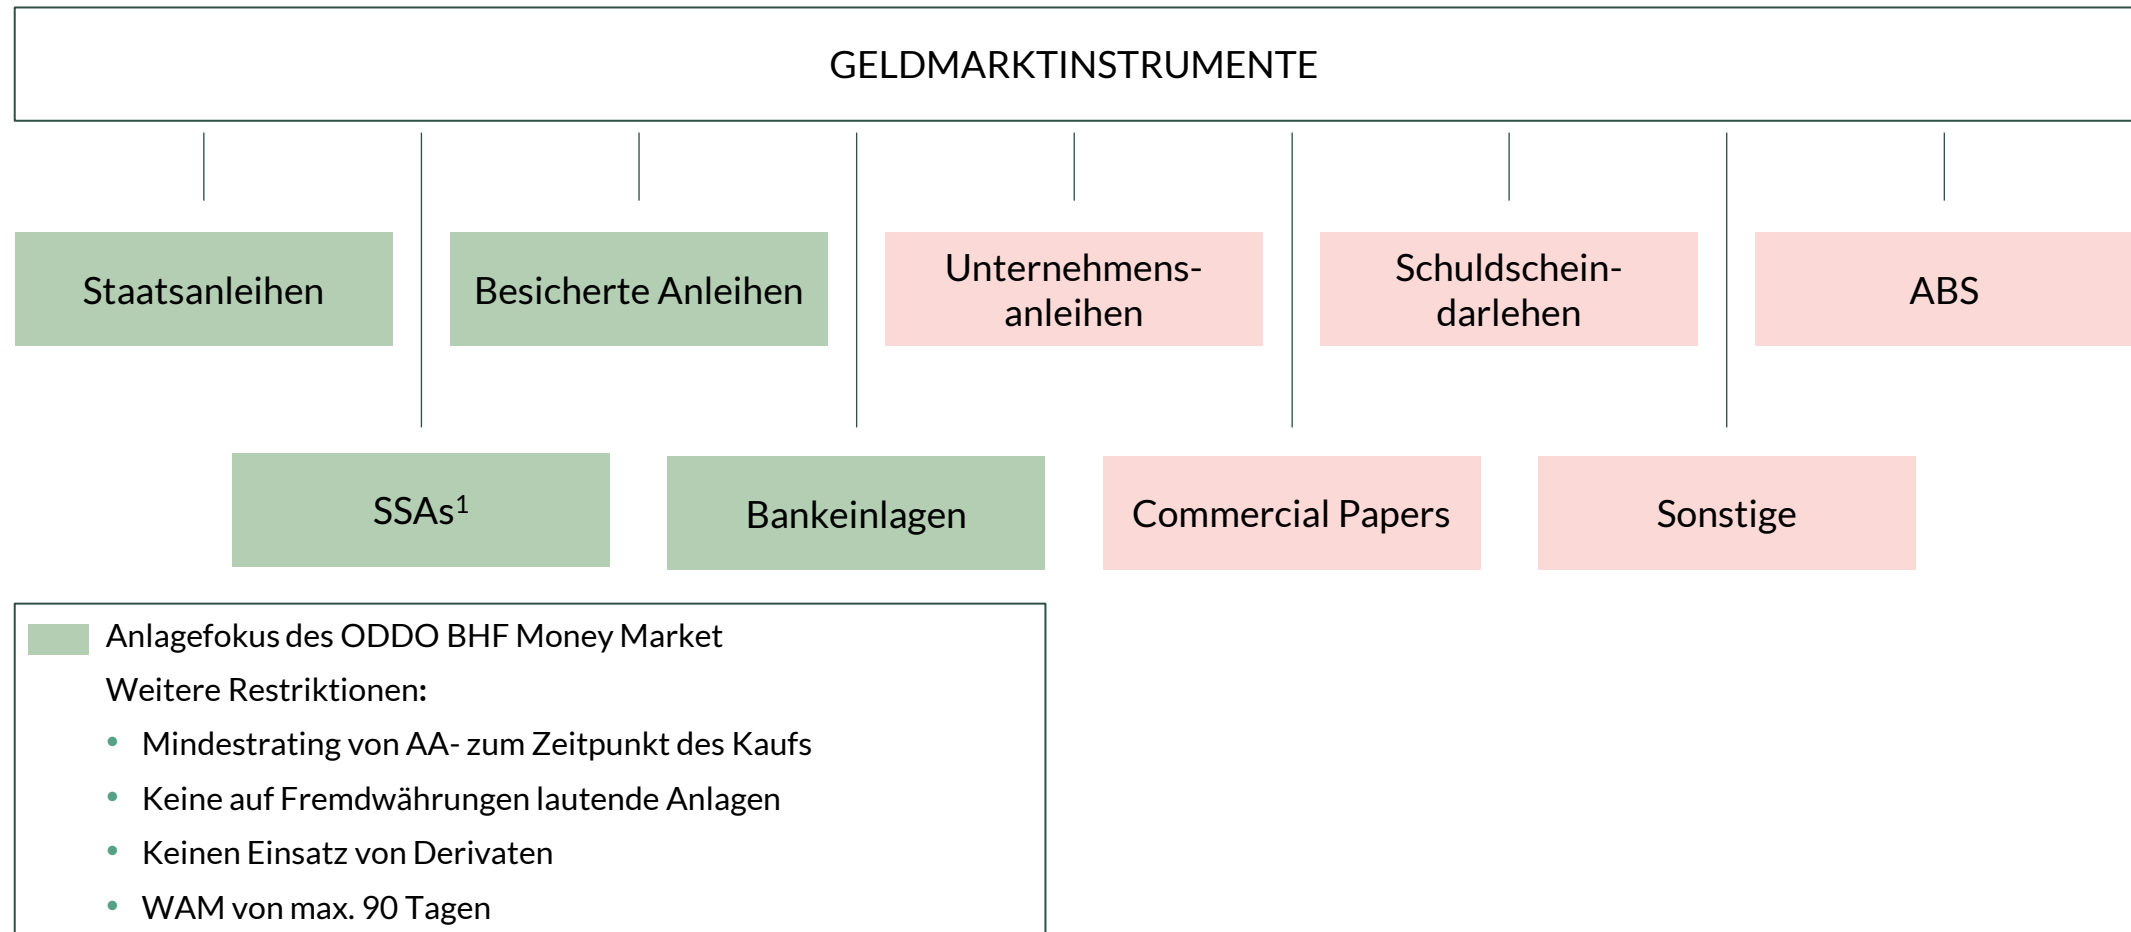 GELDMARKTINSTRUMENTE
Staatsanleihen
Besicherte Anleihen
Unternehmens-
anleihen
Schuldschein-
darlehen
ABS
SSAs¹
Bankeinlagen
Commercial Papers
Sonstige
Anlagefokus des ODDO BHF Money Market
Weitere Restriktionen:
• Mindestrating von AA- zum Zeitpunkt des Kaufs
• Keine auf Fremdwährungen lautende Anlagen
• Keinen Einsatz von Derivaten
• WAM von max. 90 Tagen